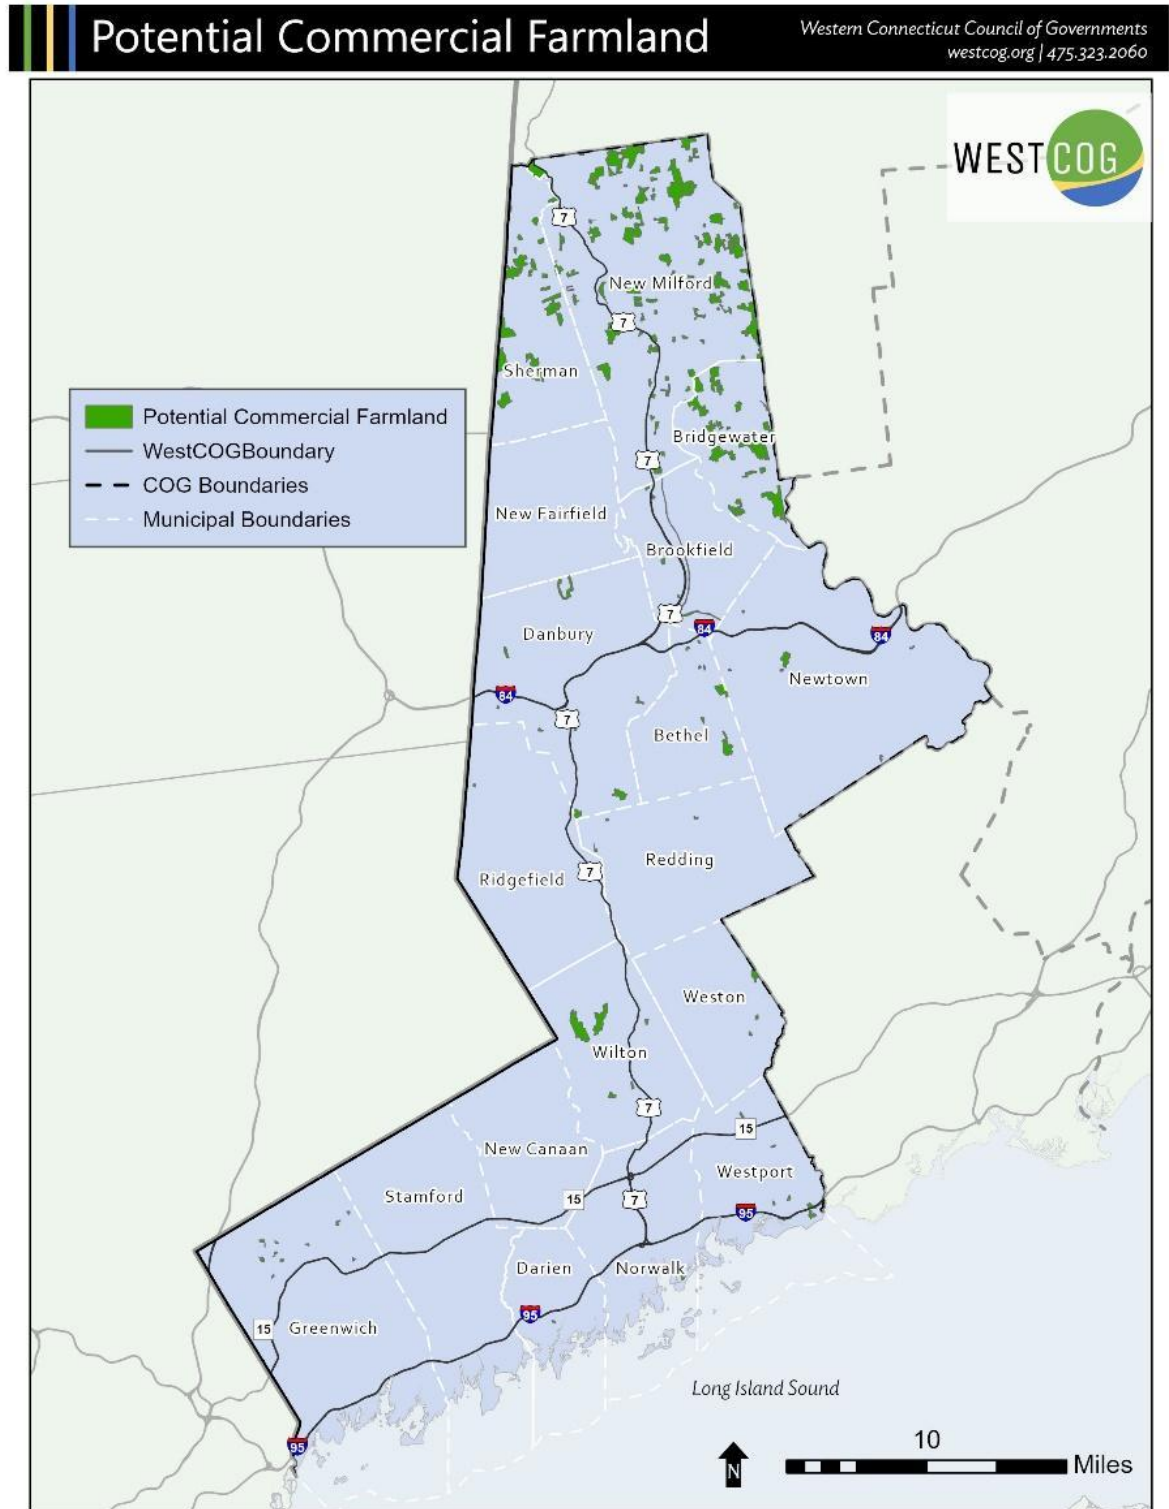 Potential Commercial Farmland
Western Connecticut Council of Governments
westcog.org | 475.323.2060
WESTCOG
7
New Milford
7
Sherman
Potential Commercial Farmland
WestCOGBoundary
COG Boundaries
Municipal Boundaries
Bridgewater
7
New Fairfield
Brookfield
7
84
84
Danbury
Newtown
84
7
Bethel
Redding
7
Ridgefield
Weston
Wilton
7
15
New Canaan
Westport
Stamford
15
7
95
Darien
Norwalk
95
15
Greenwich
Long Island Sound
95
N
10
Miles